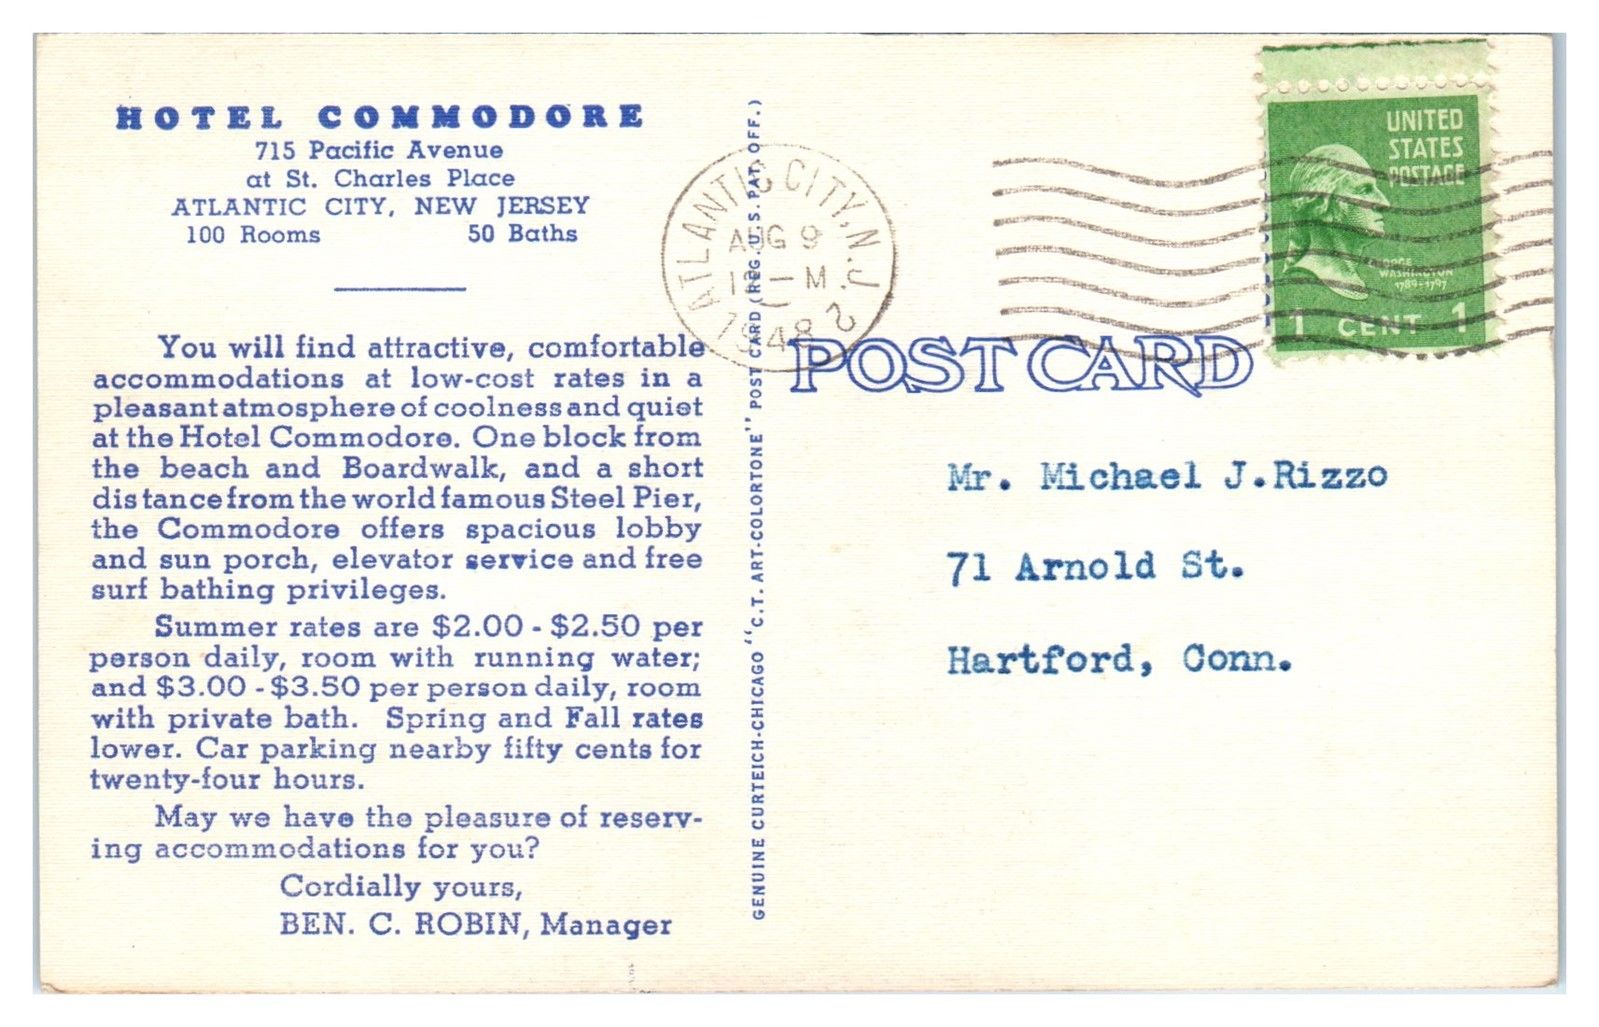 HOTEL COMMODORE
715 Pacific Avenue
at St. Charles Place
ATLANTIC CITY, NEW JERSEY
100 Rooms 50 Baths
You will find attractive, comfortable
accommodations at low-cost rates in a
pleasant atmosphere of coolness and quiet
at the Hotel Commodore. One block from
the beach and Boardwalk, and a short
distance from the world famous Steel Pier,
the Commodore offers spacious lobby
and sun porch, elevator service and free
surf bathing privileges.
Summer rates are $2.00 - $2.50 per
person daily, room with running water;
and $3.00 - $3.50 per person daily, room
with private bath. Spring and Fall rates
lower. Car parking nearby fifty cents for
twenty-four hours.
May we have the pleasure of reserv-
ing accommodations for you?
Cordially yours,
BEN. C. ROBIN, Manager
GENUINE CURTEICH-CHICAGO "C.T. ART-COLORTONE" POST CARD (REG. U.S. PAT. OFF.)
ATLANTIC CITY, N.J. 2
AUG 9
12 - M
1948
UNITED
STATES
POSTAGE
WASHINGTON
1789-1797
1 CENT 1
POST CARD
Mr. Michael J.Rizzo
71 Arnold St.
Hartford, Conn.